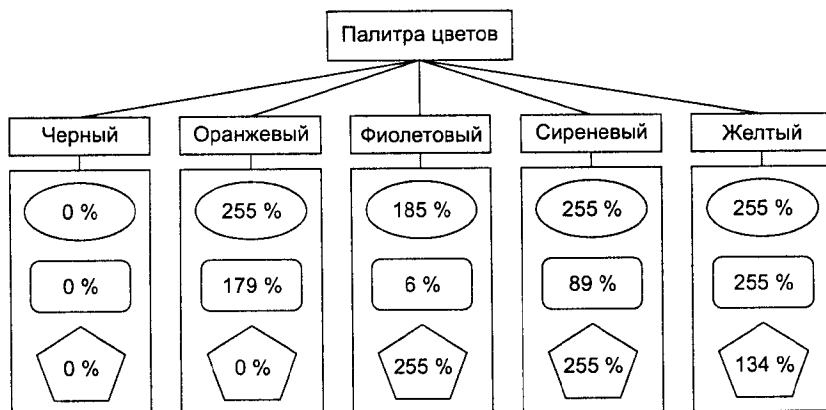 Палитра цветов
Черный Оранжевый Фиолетовый Сиреневый Желтый
0 % 255 % 185 % 255 % 255 %
0 % 179 % 6 % 89 % 255 %
0 % 0 % 255 % 255 % 134 %